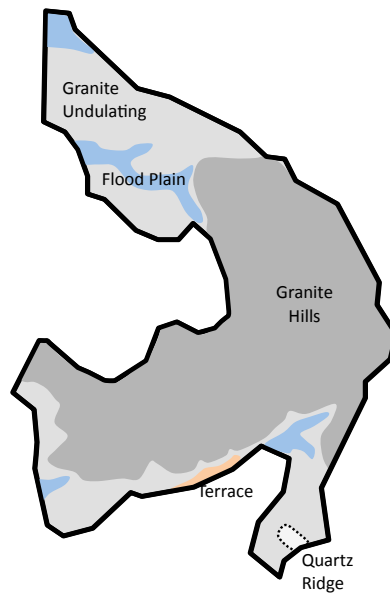 Granite
Undulating
Flood Plain
Granite
Hills
Terrace
Quartz
Ridge